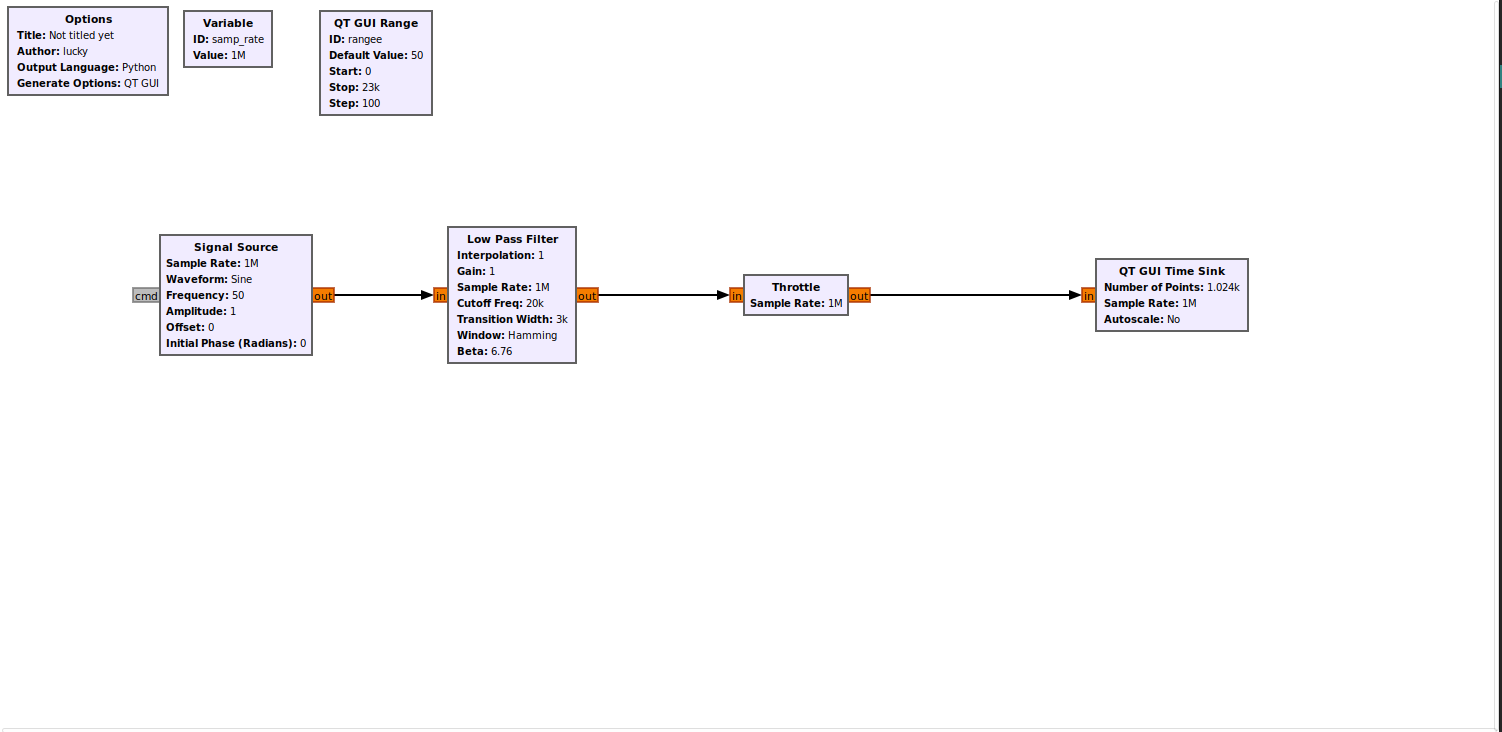 Options
Title: Not titled yet
Author: lucky
Output Language: Python
Generate Options: QT GUI
Variable
ID: samp_rate
Value: 1M
QT GUI Range
ID: rangee
Default Value: 50
Start: 0
Stop: 23k
Step: 100
cmd
Signal Source
Sample Rate: 1M
Waveform: Sine
Frequency: 50
Amplitude: 1
Offset: 0
Initial Phase (Radians): 0
out
in
Low Pass Filter
Interpolation: 1
Gain: 1
Sample Rate: 1M
Cutoff Freq: 20k
Transition Width: 3k
Window: Hamming
Beta: 6.76
out
in
Throttle
Sample Rate: 1M
out
in
QT GUI Time Sink
Number of Points: 1.024k
Sample Rate: 1M
Autoscale: No